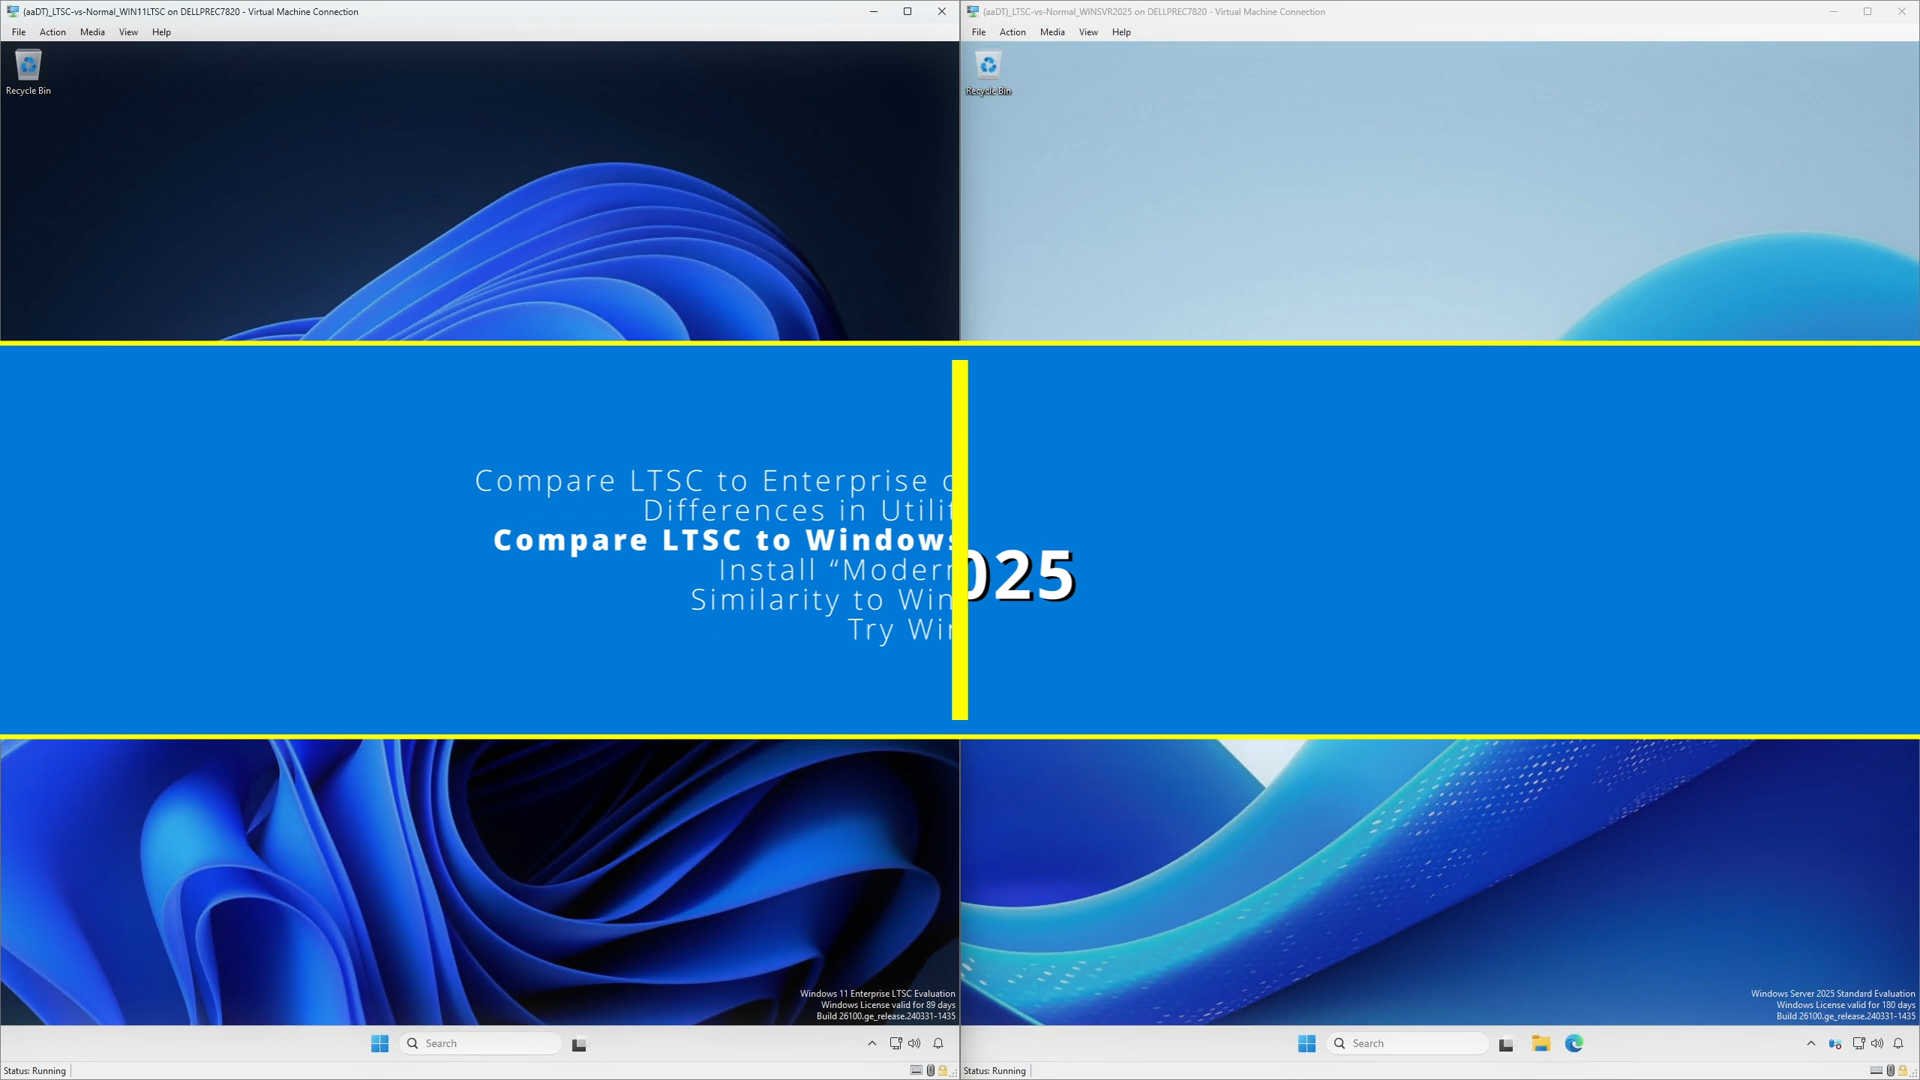 (aaDT)_LTSC-vs-Normal_WIN11LTSC on DELLPREC7820 - Virtual Machine Connection
File Action Media View Help
Recycle Bin
(aaDT)_LTSC-vs-Normal_WINSVR2025 on DELLPREC7820 - Virtual Machine Connection
File Action Media View Help
Recycle Bin
Compare LTSC to Enterprise
Differences in Utilit
Compare LTSC to Windows
Install “Modern
Similarity to Win
Try Win
025
Windows 11 Enterprise LTSC Evaluation
Windows License valid for 89 days
Build 26100.ge_release.240331-1435
Windows Server 2025 Standard Evaluation
Windows License valid for 180 days
Build 26100.ge_release.240331-1435
Search
Search
Status: Running
Status: Running